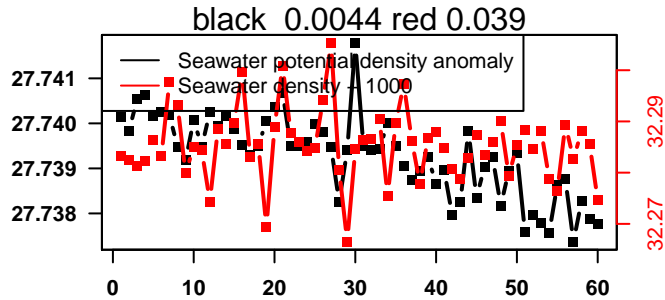 black 0.0044 red 0.039
Seawater potential density anomaly
Seawater density - 1000
27.741
27.740
27.739
27.738
32.29
32.27
0 10 20 30 40 50 60